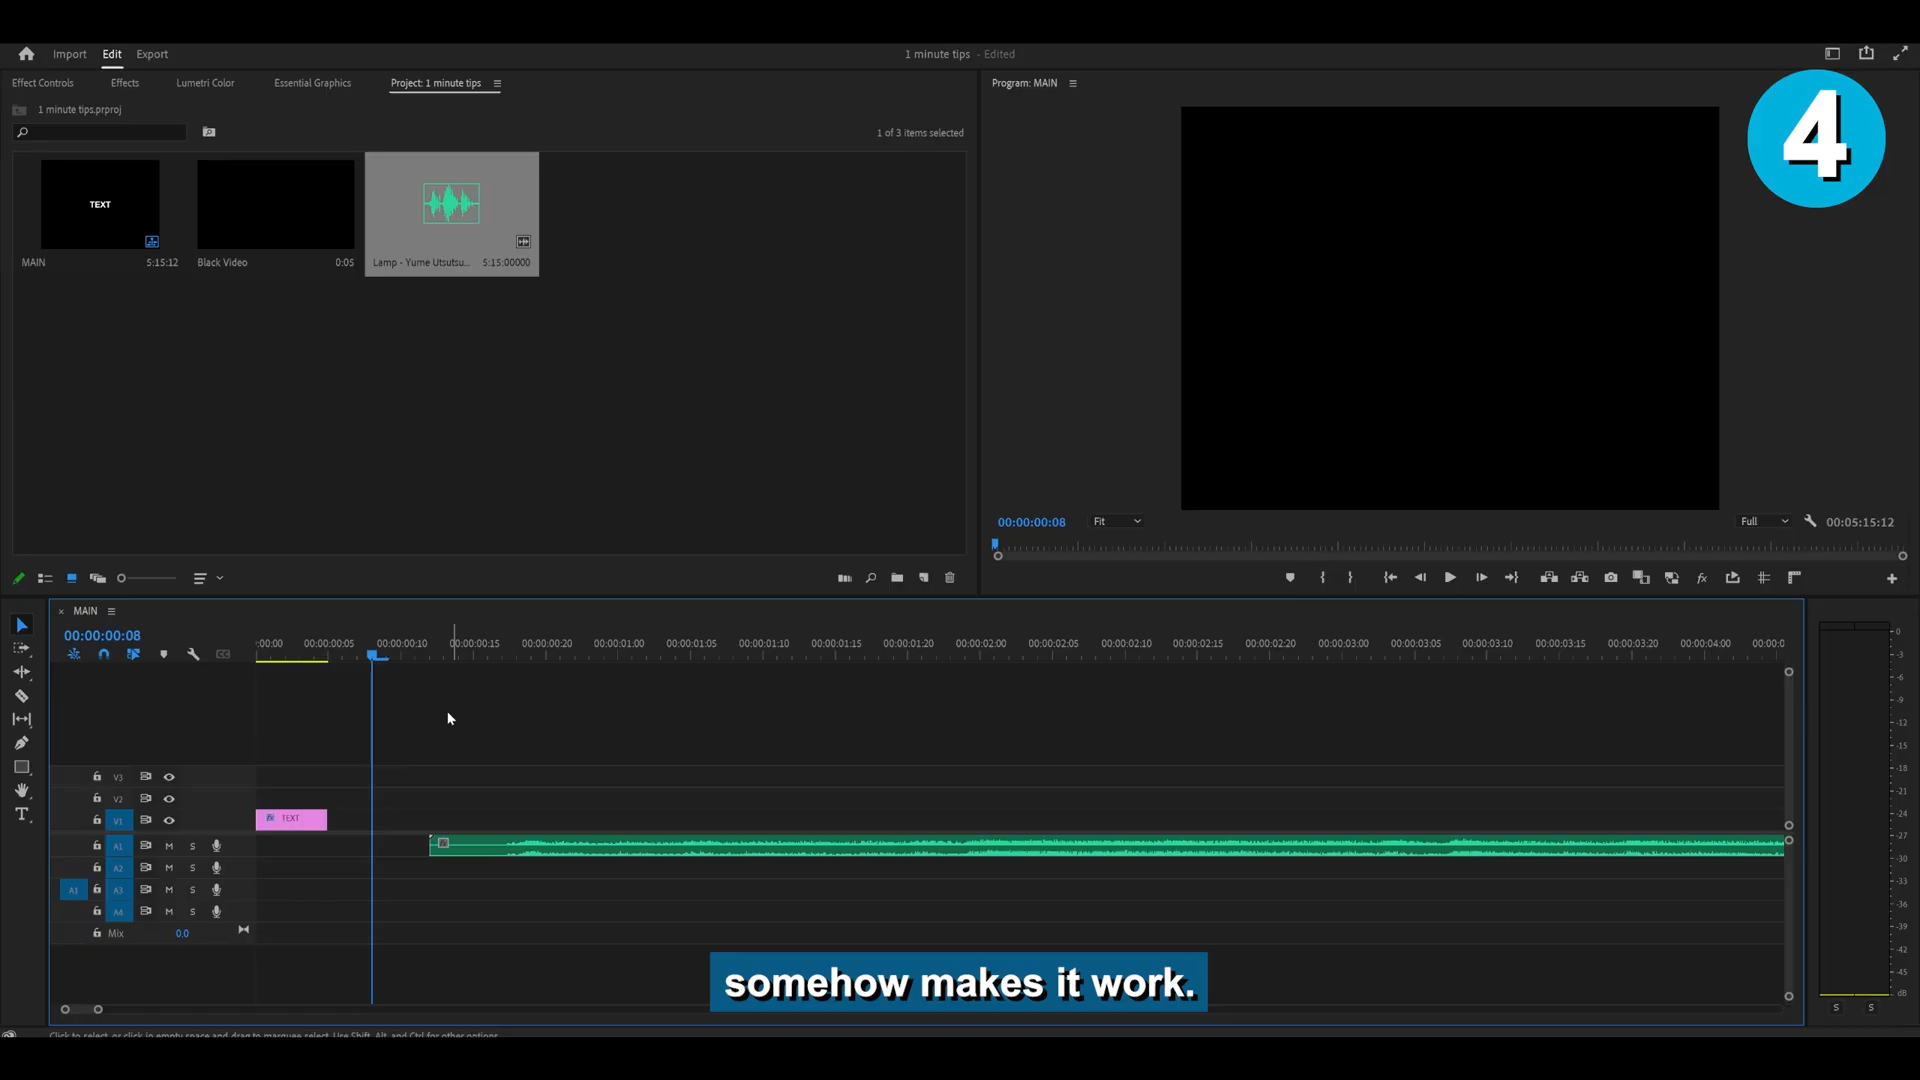 Import Edit Export
1 minute tips - Edited
Effect Controls Effects Lumetri Color Essential Graphics Project: 1 minute tips
Program: MAIN
4
1 minute tips.prproj
1 of 3 items selected
TEXT
MAIN 5:15:12
Black Video 0:05
Lamp - Yume Utsutsu... 5:15:00000
00:00:00:08 Fit Full 00:05:15:12
MAIN
00:00:00:08
:00:00 00:00:00:05 00:00:00:10 00:00:00:15 00:00:00:20 00:00:01:00 00:00:01:05 00:00:01:10 00:00:01:15 00:00:01:20 00:00:02:00 00:00:02:05 00:00:02:10 00:00:02:15 00:00:02:20 00:00:03:00 00:00:03:05 00:00:03:10 00:00:03:15 00:00:03:20 00:00:04:00 00:00:0
V3
V2
V1 TEXT
A1 M S
A2 M S
A1 A3 M S
A4 M S
Mix 0.0
0
-3
-6
-9
-12
-15
-18
-21
-24
-27
-30
-33
-36
-39
-42
-45
dB
S S
somehow makes it work.
Click to select, or click in empty space and drag to marquee select. Use Shift, Alt, and Ctrl for other options.